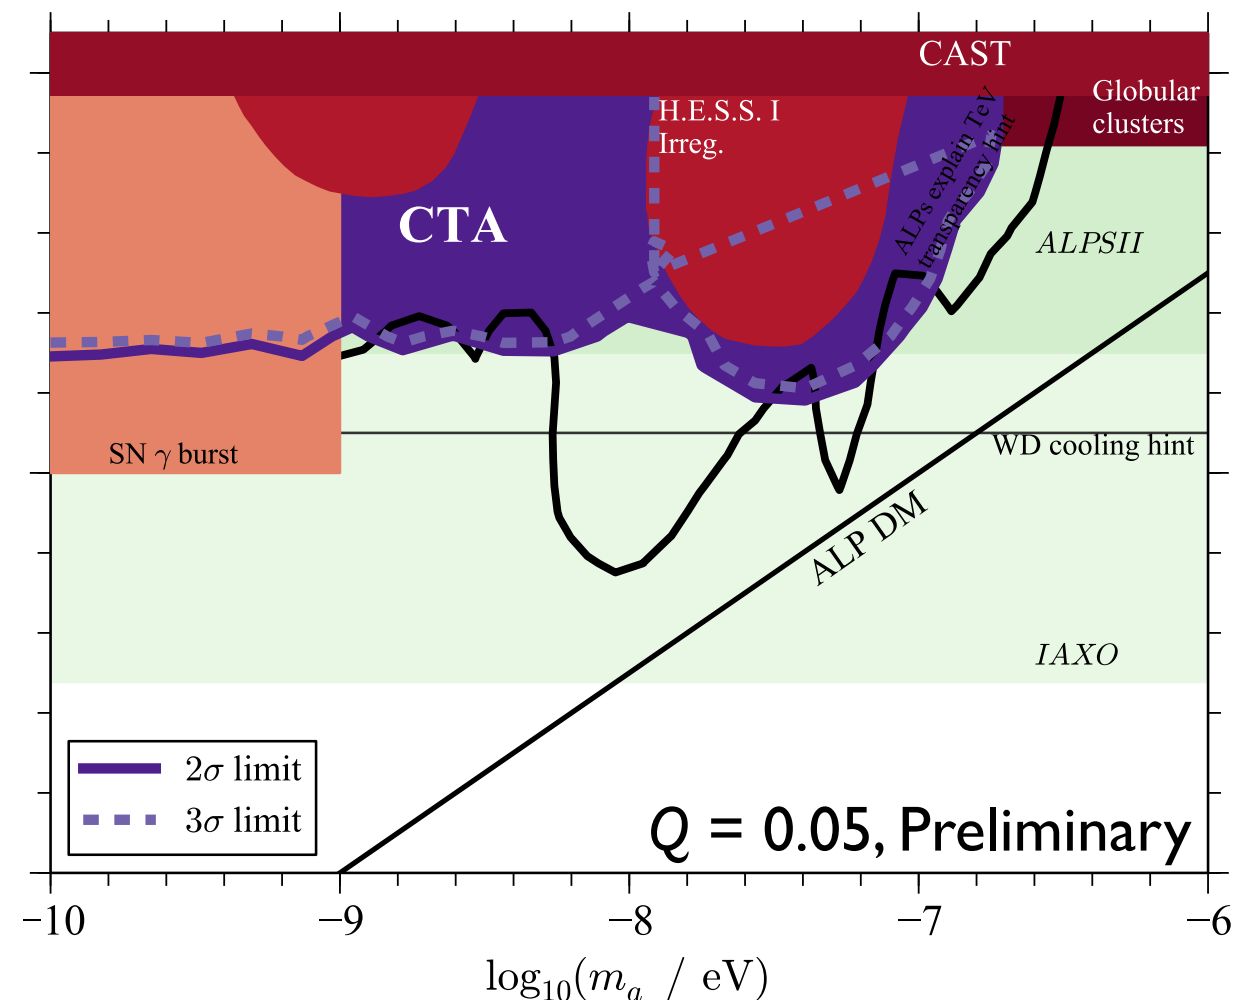 CAST
Globular
clusters
H.E.S.S. I
Irreg.
ALPs explain TeV
transparency hint
CTA
ALPSII
SN γ burst
WD cooling hint
ALP DM
IAXO
2σ limit
3σ limit
Q = 0.05, Preliminary
−10 −9 −8 −7 −6
log₁₀(mₐ / eV)